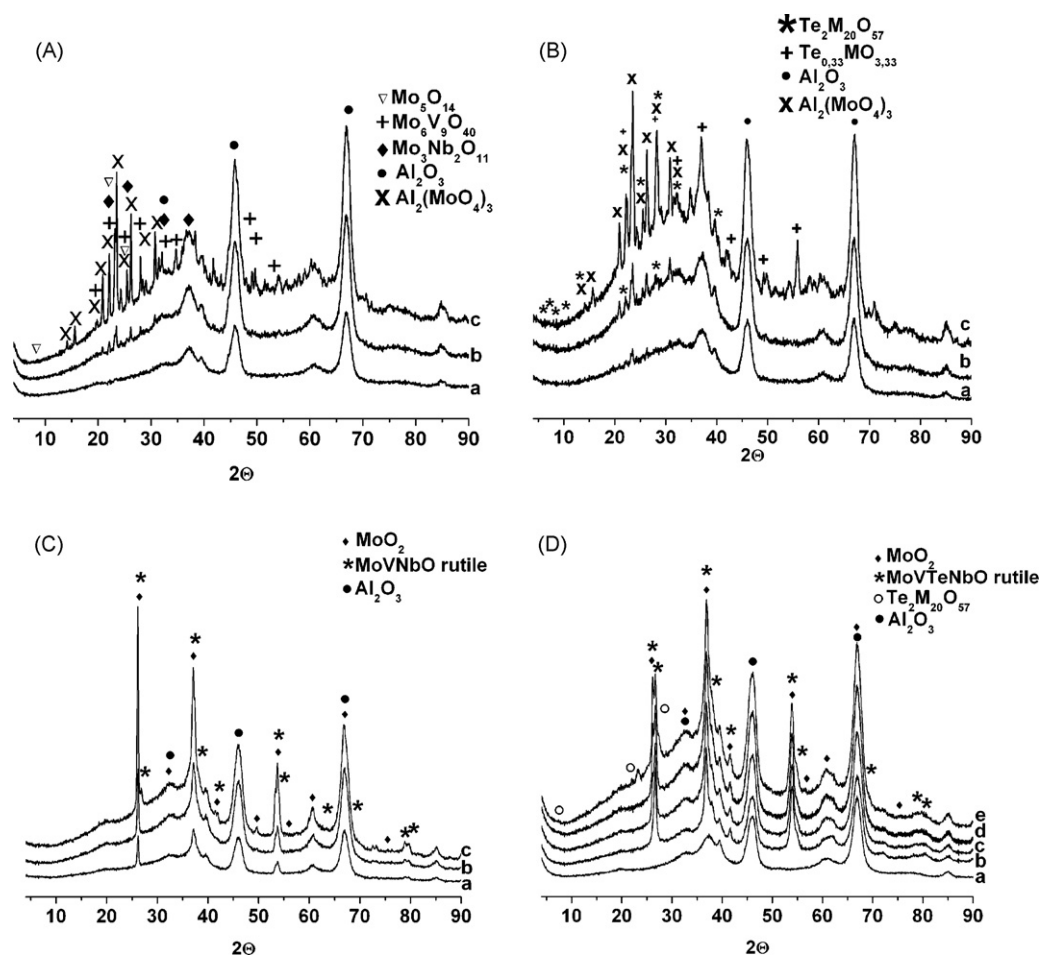 (A)
▽ Mo5O14
+ Mo6V9O40
◆ Mo3Nb2O11
● Al2O3
X Al2(MoO4)3
c
b
a
10 20 30 40 50 60 70 80 90
2Θ
(B)
* Te2M20O57
+ Te0,33MO3,33
● Al2O3
X Al2(MoO4)3
c
b
a
10 20 30 40 50 60 70 80 90
2Θ
(C)
♦ MoO2
* MoVNbO rutile
● Al2O3
c
b
a
10 20 30 40 50 60 70 80 90
2Θ
(D)
♦ MoO2
* MoVTeNbO rutile
○ Te2M20O57
● Al2O3
e
d
c
b
a
10 20 30 40 50 60 70 80 90
2Θ